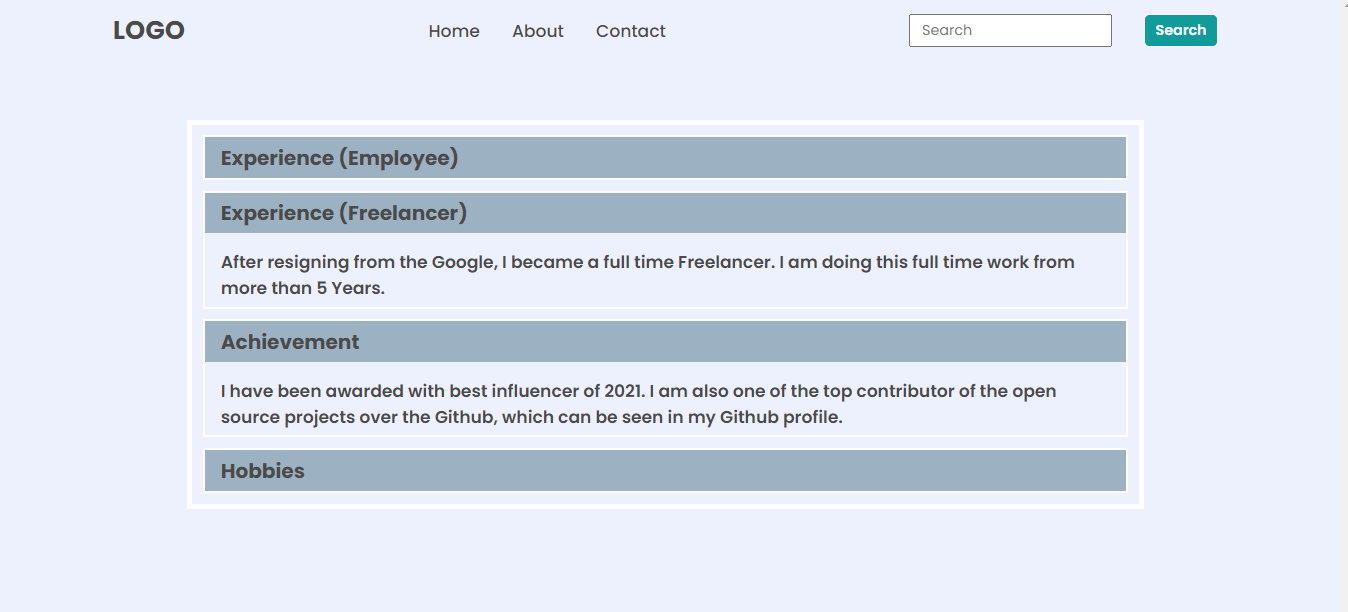 LOGO
Home About Contact
Search
Search
Experience (Employee)
Experience (Freelancer)
After resigning from the Google, I became a full time Freelancer. I am doing this full time work from
more than 5 Years.
Achievement
I have been awarded with best influencer of 2021. I am also one of the top contributor of the open
source projects over the Github, which can be seen in my Github profile.
Hobbies